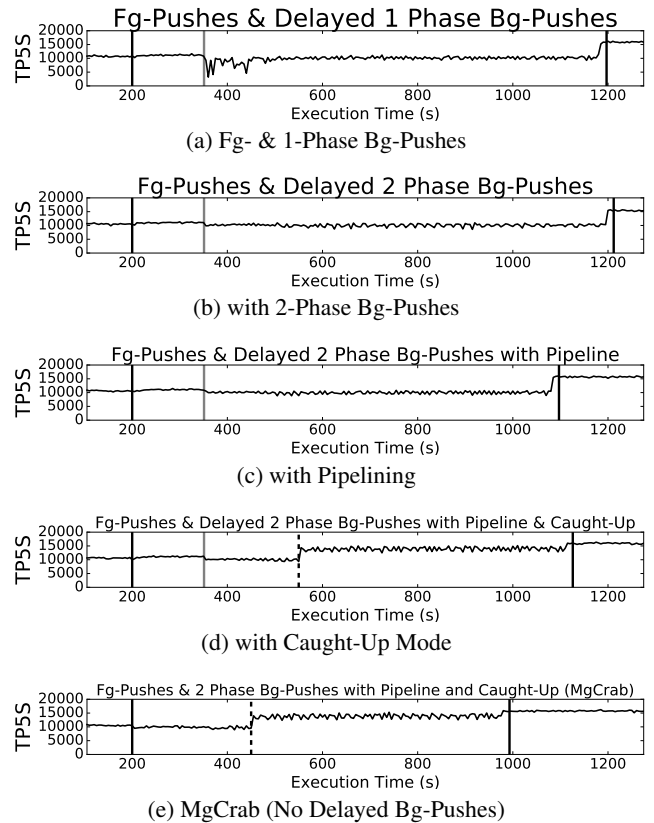 Fg-Pushes & Delayed 1 Phase Bg-Pushes
TP5S
20000
15000
10000
5000
0
200 400 600 800 1000 1200
Execution Time (s)
(a) Fg- & 1-Phase Bg-Pushes
Fg-Pushes & Delayed 2 Phase Bg-Pushes
TP5S
20000
15000
10000
5000
0
200 400 600 800 1000 1200
Execution Time (s)
(b) with 2-Phase Bg-Pushes
Fg-Pushes & Delayed 2 Phase Bg-Pushes with Pipeline
TP5S
20000
15000
10000
5000
0
200 400 600 800 1000 1200
Execution Time (s)
(c) with Pipelining
Fg-Pushes & Delayed 2 Phase Bg-Pushes with Pipeline & Caught-Up
TP5S
20000
15000
10000
5000
0
200 400 600 800 1000 1200
Execution Time (s)
(d) with Caught-Up Mode
Fg-Pushes & 2 Phase Bg-Pushes with Pipeline and Caught-Up (MgCrab)
TP5S
20000
15000
10000
5000
0
200 400 600 800 1000 1200
Execution Time (s)
(e) MgCrab (No Delayed Bg-Pushes)